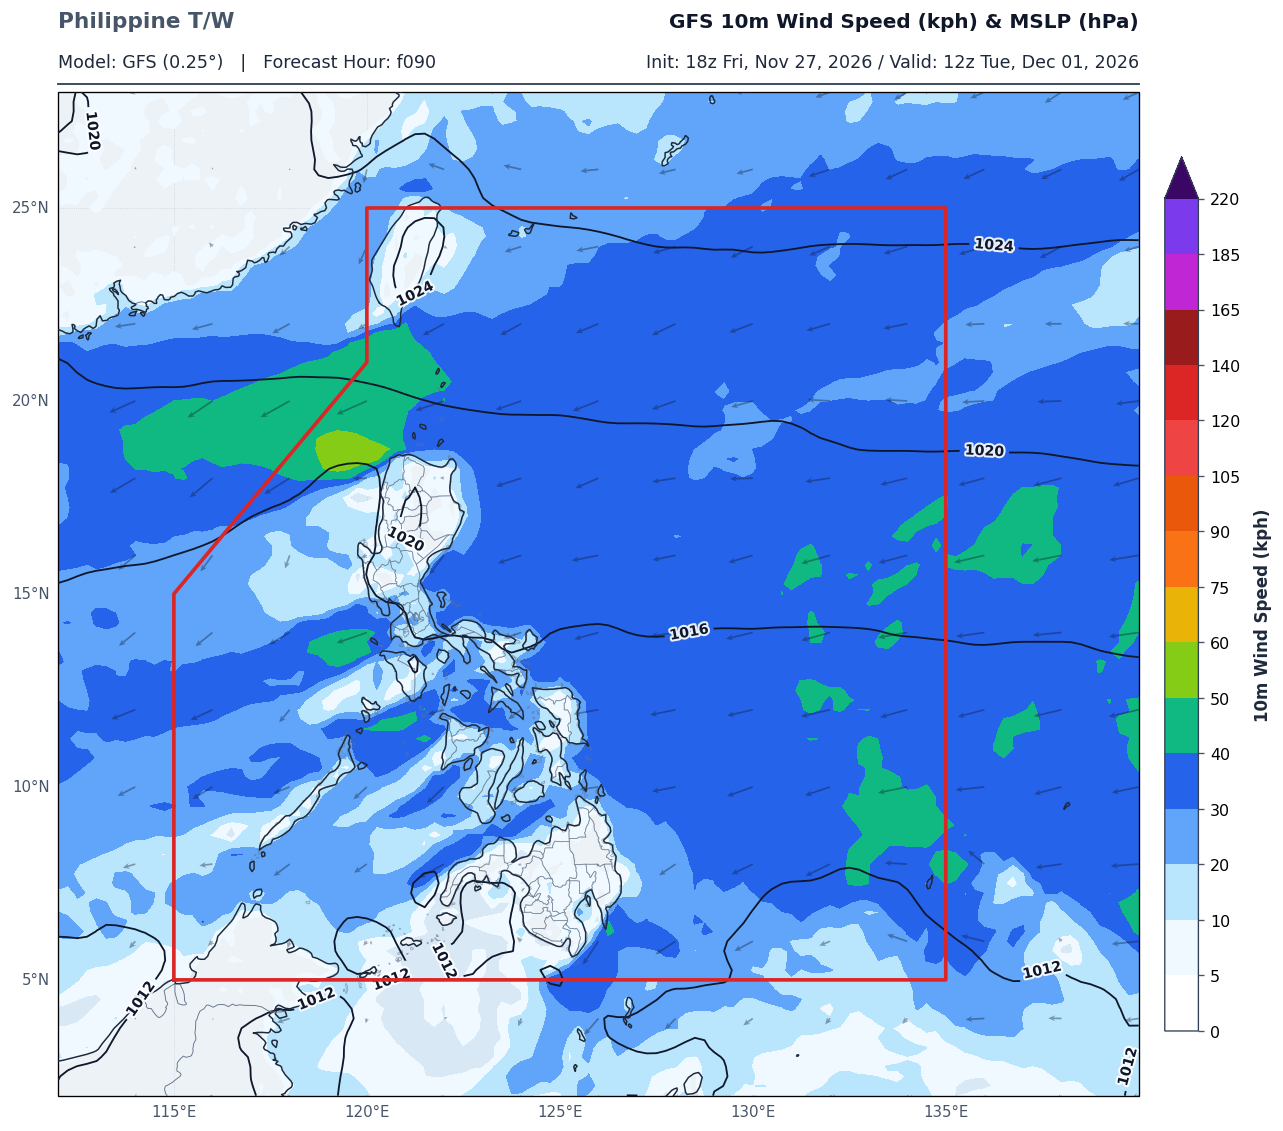 Philippine T/W
GFS 10m Wind Speed (kph) & MSLP (hPa)
Model: GFS (0.25°)   |   Forecast Hour: f090
Init: 18z Fri, Nov 27, 2026 / Valid: 12z Tue, Dec 01, 2026
1020
1024
1024
1020
1020
1016
1012
1012
1012
1012
1012
1012
25°N
20°N
15°N
10°N
5°N
115°E
120°E
125°E
130°E
135°E
220
185
165
140
120
105
90
75
60
50
40
30
20
10
5
0
10m Wind Speed (kph)